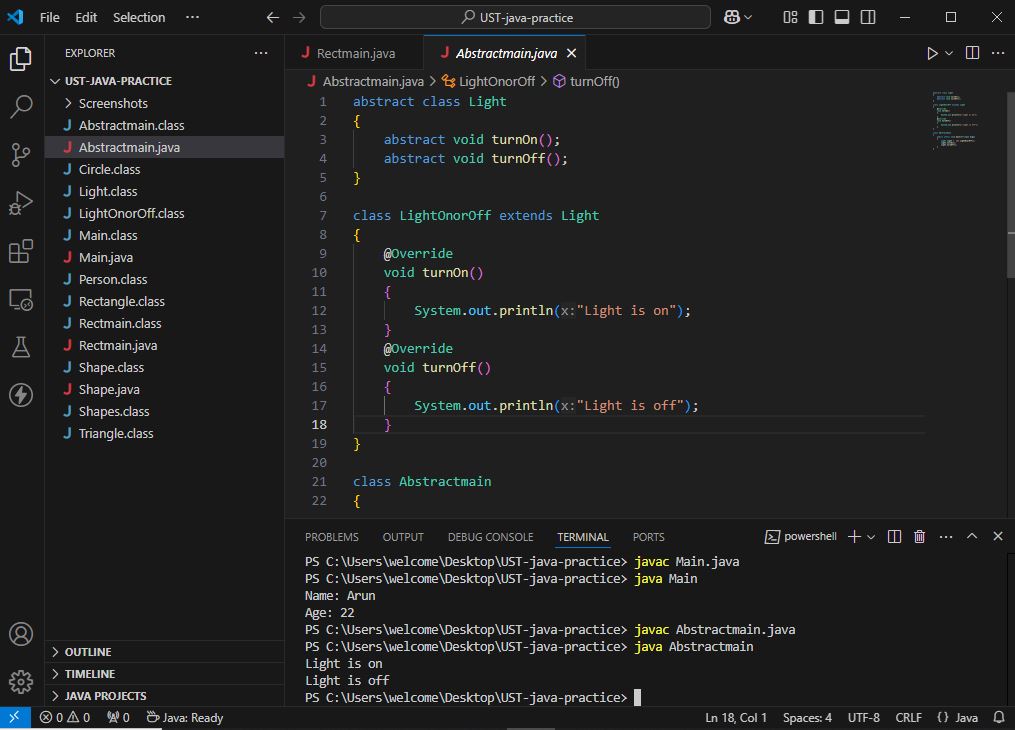 File Edit Selection ··· UST-java-practice
EXPLORER ···
UST-JAVA-PRACTICE
Screenshots
J Abstractmain.class
J Abstractmain.java
J Circle.class
J Light.class
J LightOnorOff.class
J Main.class
J Main.java
J Person.class
J Rectangle.class
J Rectmain.class
J Rectmain.java
J Shape.class
J Shape.java
J Shapes.class
J Triangle.class
OUTLINE
TIMELINE
JAVA PROJECTS
J Rectmain.java J Abstractmain.java
J Abstractmain.java > LightOnorOff > turnOff()
1 abstract class Light
2 {
3 abstract void turnOn();
4 abstract void turnOff();
5 }
6
7 class LightOnorOff extends Light
8 {
9 @Override
10 void turnOn()
11 {
12 System.out.println(x:"Light is on");
13 }
14 @Override
15 void turnOff()
16 {
17 System.out.println(x:"Light is off");
18 }
19 }
20
21 class Abstractmain
22 {
PROBLEMS OUTPUT DEBUG CONSOLE TERMINAL PORTS powershell
PS C:\Users\welcome\Desktop\UST-java-practice> javac Main.java
PS C:\Users\welcome\Desktop\UST-java-practice> java Main
Name: Arun
Age: 22
PS C:\Users\welcome\Desktop\UST-java-practice> javac Abstractmain.java
PS C:\Users\welcome\Desktop\UST-java-practice> java Abstractmain
Light is on
Light is off
PS C:\Users\welcome\Desktop\UST-java-practice>
0 0 0 Java: Ready Ln 18, Col 1 Spaces: 4 UTF-8 CRLF {} Java